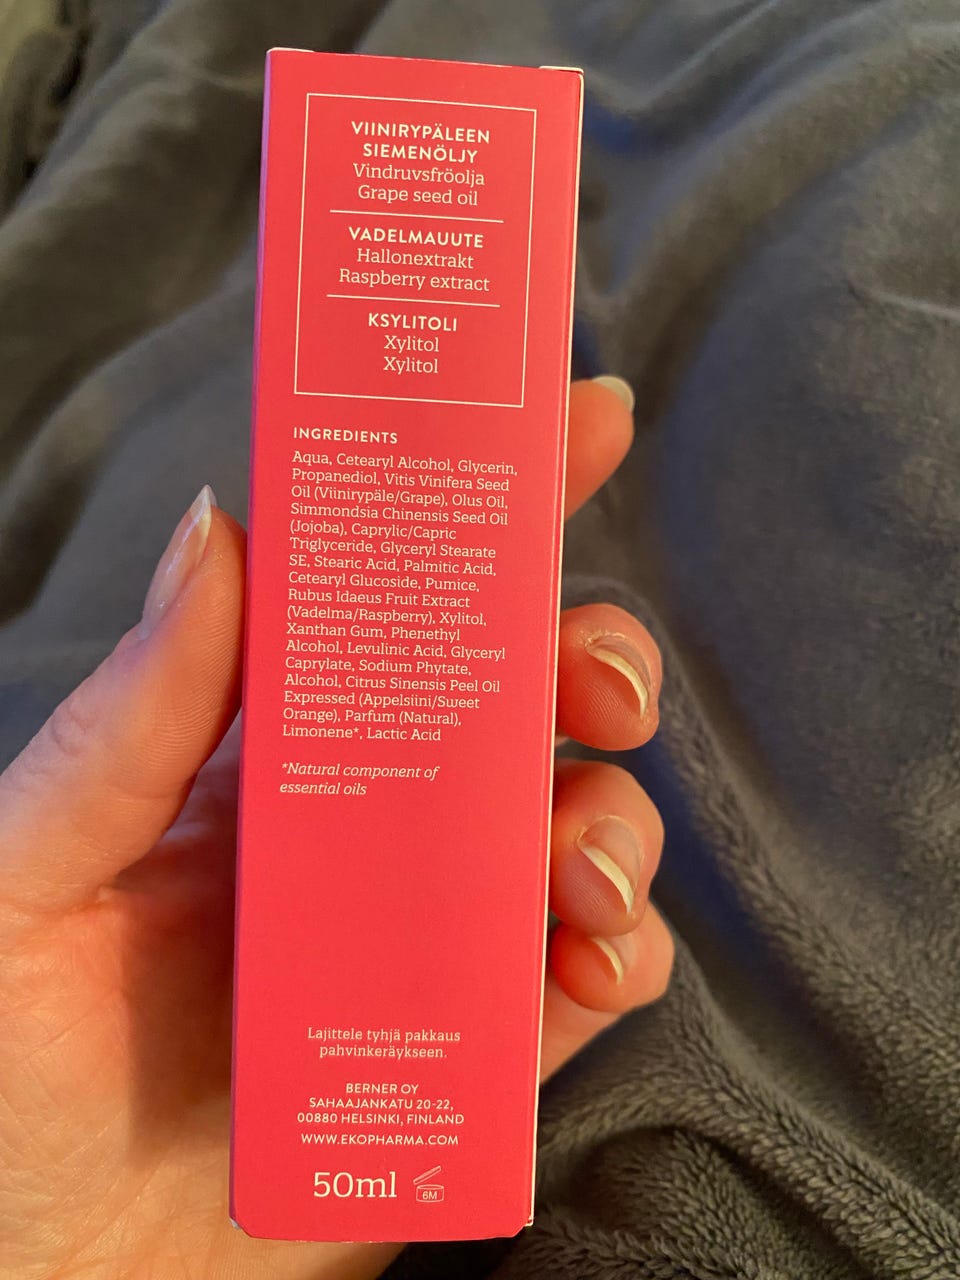 VIINIRYPÄLEEN
SIEMENÖLJY
Vindruvsfröolja
Grape seed oil
VADELMAUUTE
Hallonextrakt
Raspberry extract
KSYLITOLI
Xylitol
Xylitol
INGREDIENTS
Aqua, Cetearyl Alcohol, Glycerin,
Propanediol, Vitis Vinifera Seed
Oil (Viinirypäle/Grape), Olus Oil,
Simmondsia Chinensis Seed Oil
(Jojoba), Caprylic/Capric
Triglyceride, Glyceryl Stearate
SE, Stearic Acid, Palmitic Acid,
Cetearyl Glucoside, Pumice,
Rubus Idaeus Fruit Extract
(Vadelma/Raspberry), Xylitol,
Xanthan Gum, Phenethyl
Alcohol, Levulinic Acid, Glyceryl
Caprylate, Sodium Phytate,
Alcohol, Citrus Sinensis Peel Oil
Expressed (Appelsiini/Sweet
Orange), Parfum (Natural),
Limonene*, Lactic Acid
*Natural component of
essential oils
Lajittele tyhjä pakkaus
pahvinkeräykseen.
BERNER OY
SAHAAJANKATU 20-22,
00880 HELSINKI, FINLAND
WWW.EKOPHARMA.COM
50ml 6M